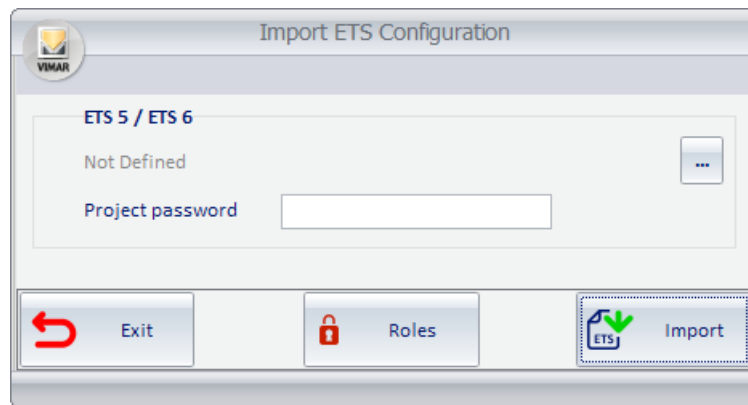 Import ETS Configuration
VIMAR
ETS 5 / ETS 6
Not Defined
...
Project password
Exit
Roles
ETS
Import